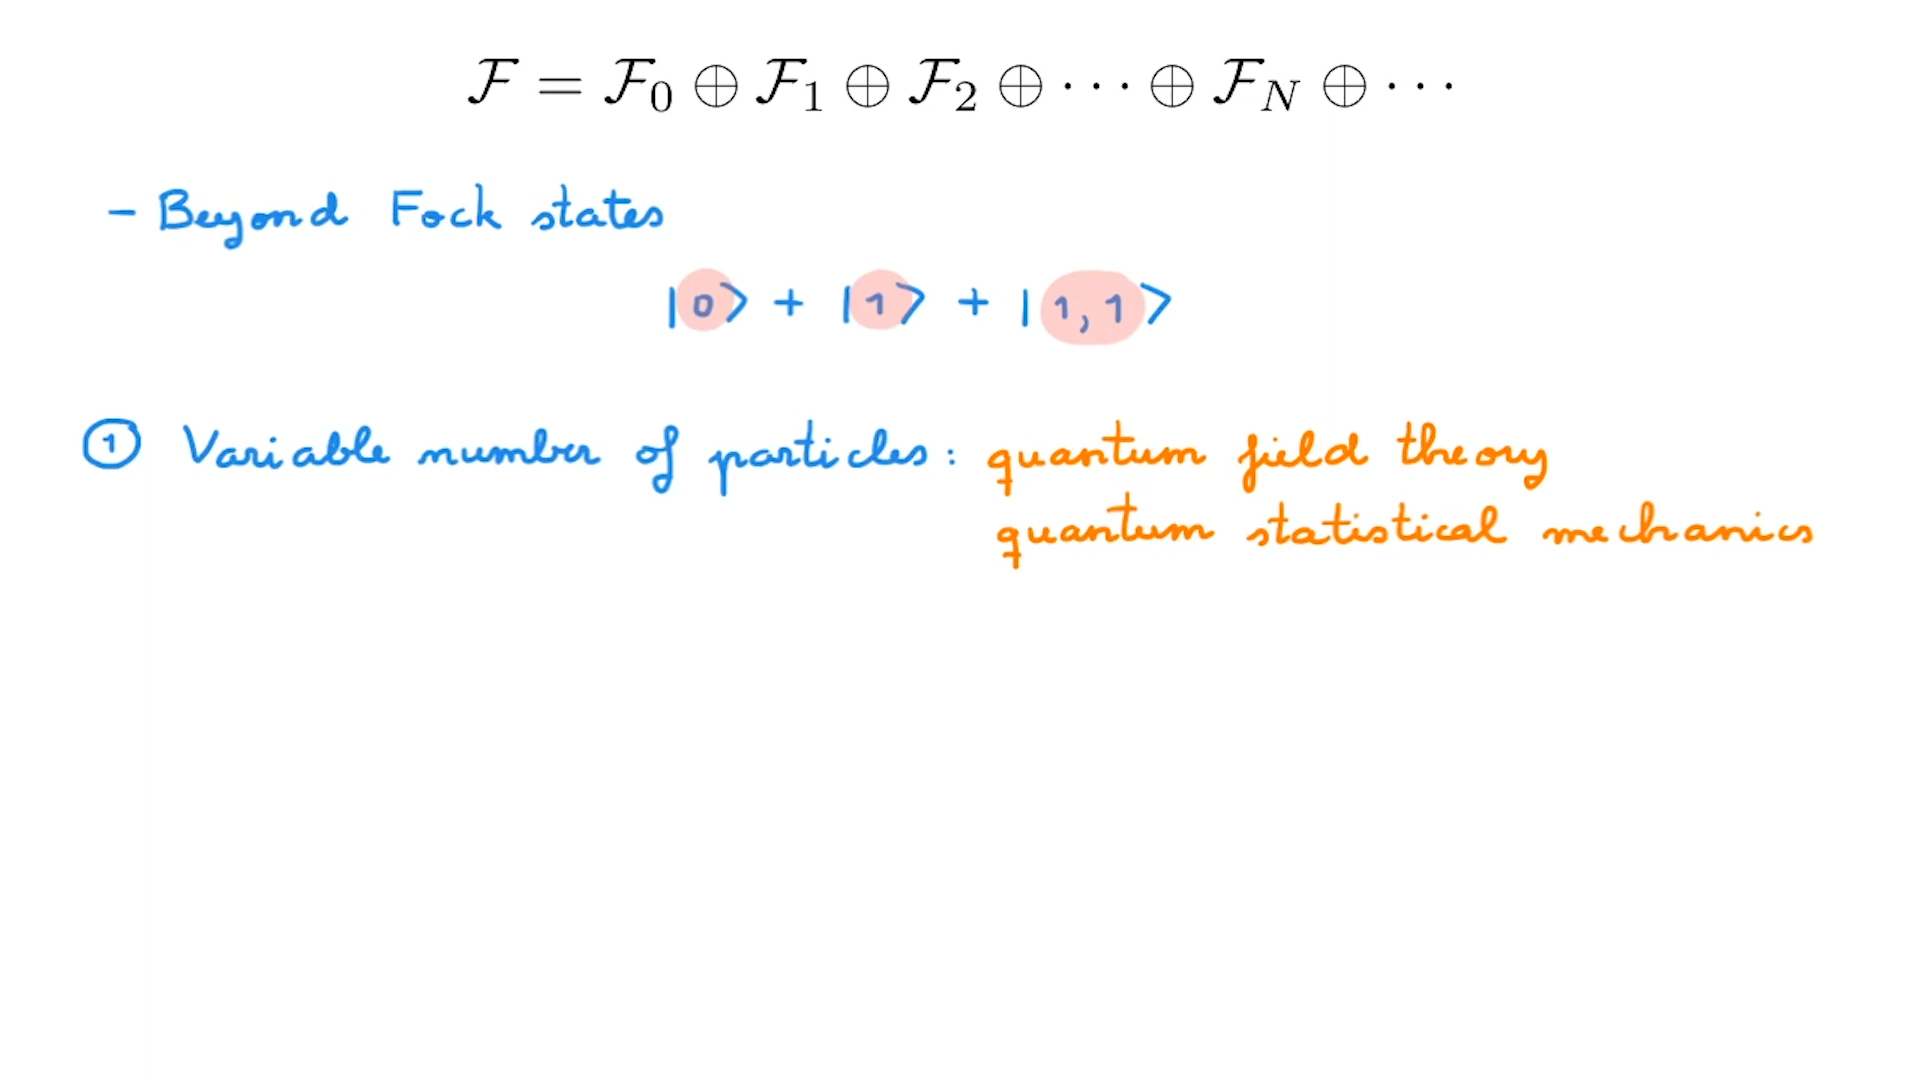 ℱ = ℱ₀ ⊕ ℱ₁ ⊕ ℱ₂ ⊕ ⋯ ⊕ ℱ_N ⊕ ⋯
- Beyond Fock states
|0⟩ + |1⟩ + |1,1⟩
① Variable number of particles: quantum field theory
quantum statistical mechanics